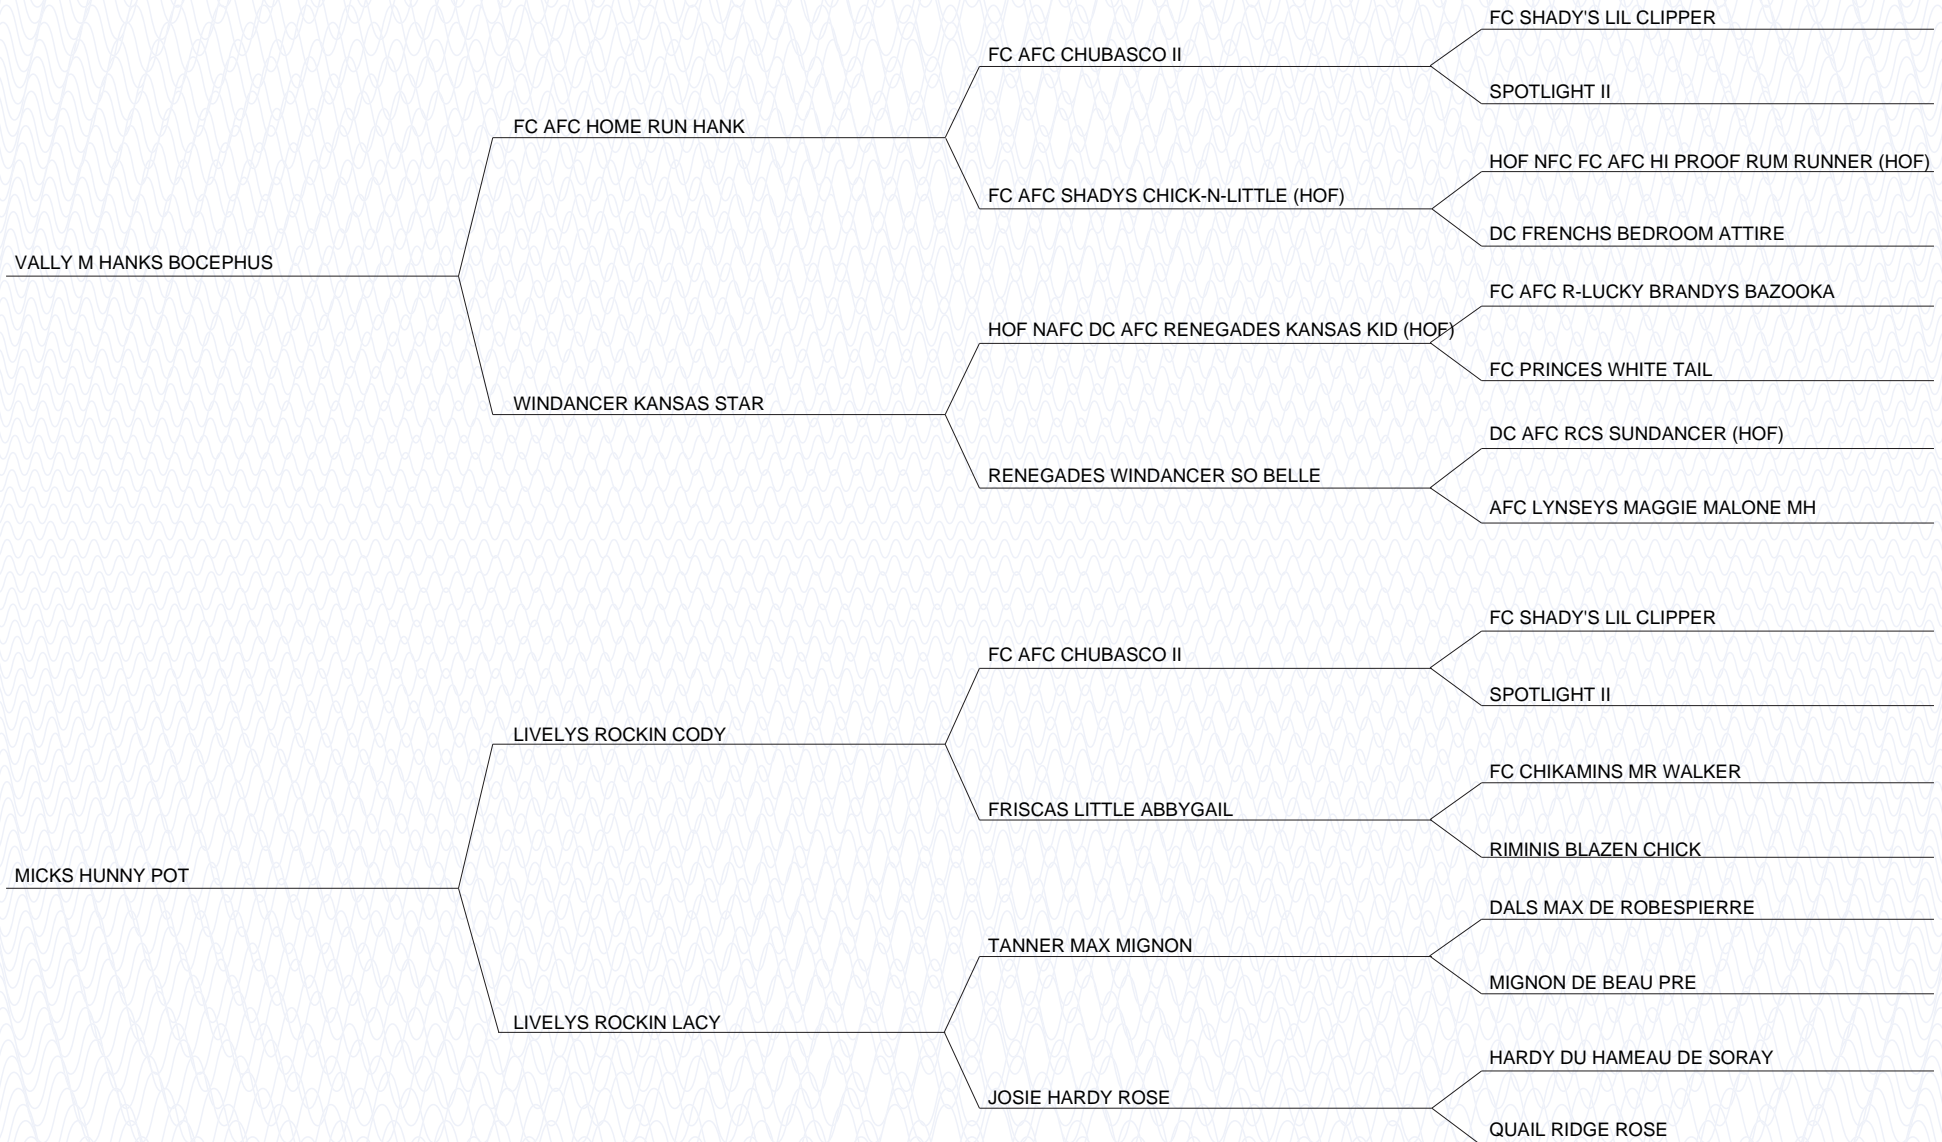 FC SHADY'S LIL CLIPPER
FC AFC CHUBASCO II
SPOTLIGHT II
FC AFC HOME RUN HANK
HOF NFC FC AFC HI PROOF RUM RUNNER (HOF)
FC AFC SHADYS CHICK-N-LITTLE (HOF)
DC FRENCHS BEDROOM ATTIRE
VALLY M HANKS BOCEPHUS
FC AFC R-LUCKY BRANDYS BAZOOKA
HOF NAFC DC AFC RENEGADES KANSAS KID (HOF)
FC PRINCES WHITE TAIL
WINDANCER KANSAS STAR
DC AFC RCS SUNDANCER (HOF)
RENEGADES WINDANCER SO BELLE
AFC LYNSEYS MAGGIE MALONE MH
FC SHADY'S LIL CLIPPER
FC AFC CHUBASCO II
SPOTLIGHT II
LIVELYS ROCKIN CODY
FC CHIKAMINS MR WALKER
FRISCAS LITTLE ABBYGAIL
RIMINIS BLAZEN CHICK
MICKS HUNNY POT
DALS MAX DE ROBESPIERRE
TANNER MAX MIGNON
MIGNON DE BEAU PRE
LIVELYS ROCKIN LACY
HARDY DU HAMEAU DE SORAY
JOSIE HARDY ROSE
QUAIL RIDGE ROSE